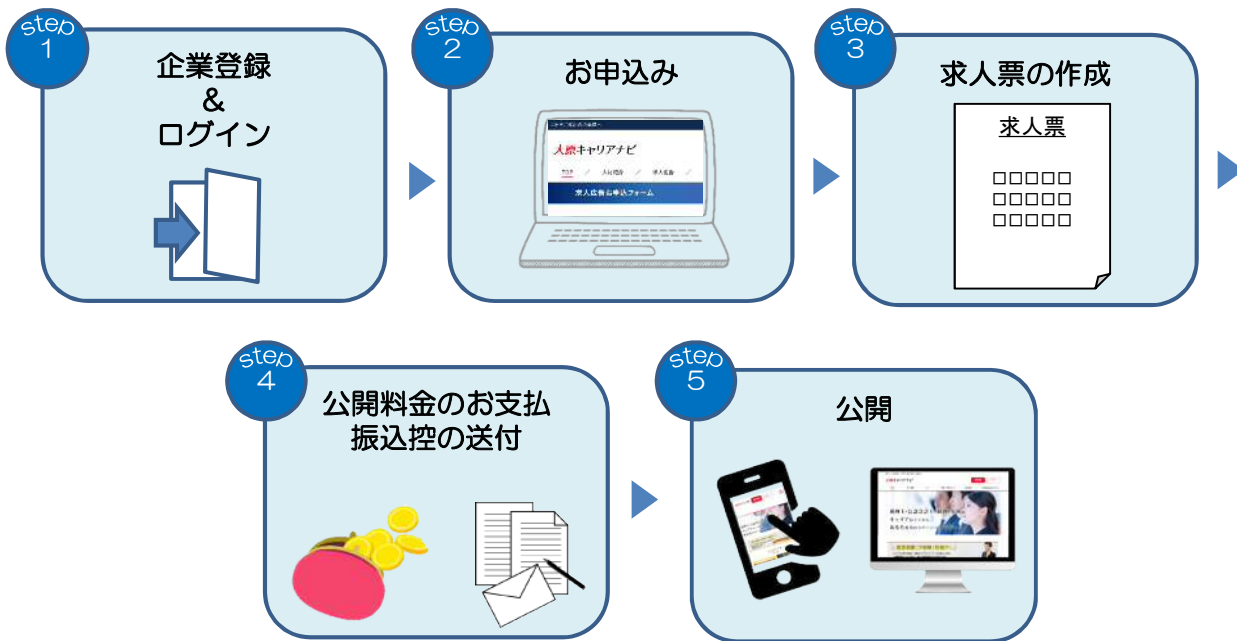 step
1
企業登録
&
ログイン
step
2
お申込み
大原キャリアナビ
TOP
求人広告お申込フォーム
step
3
求人票の作成
求人票
□□□□□
□□□□□
□□□□□
step
4
公開料金のお支払
振込控の送付
step
5
公開